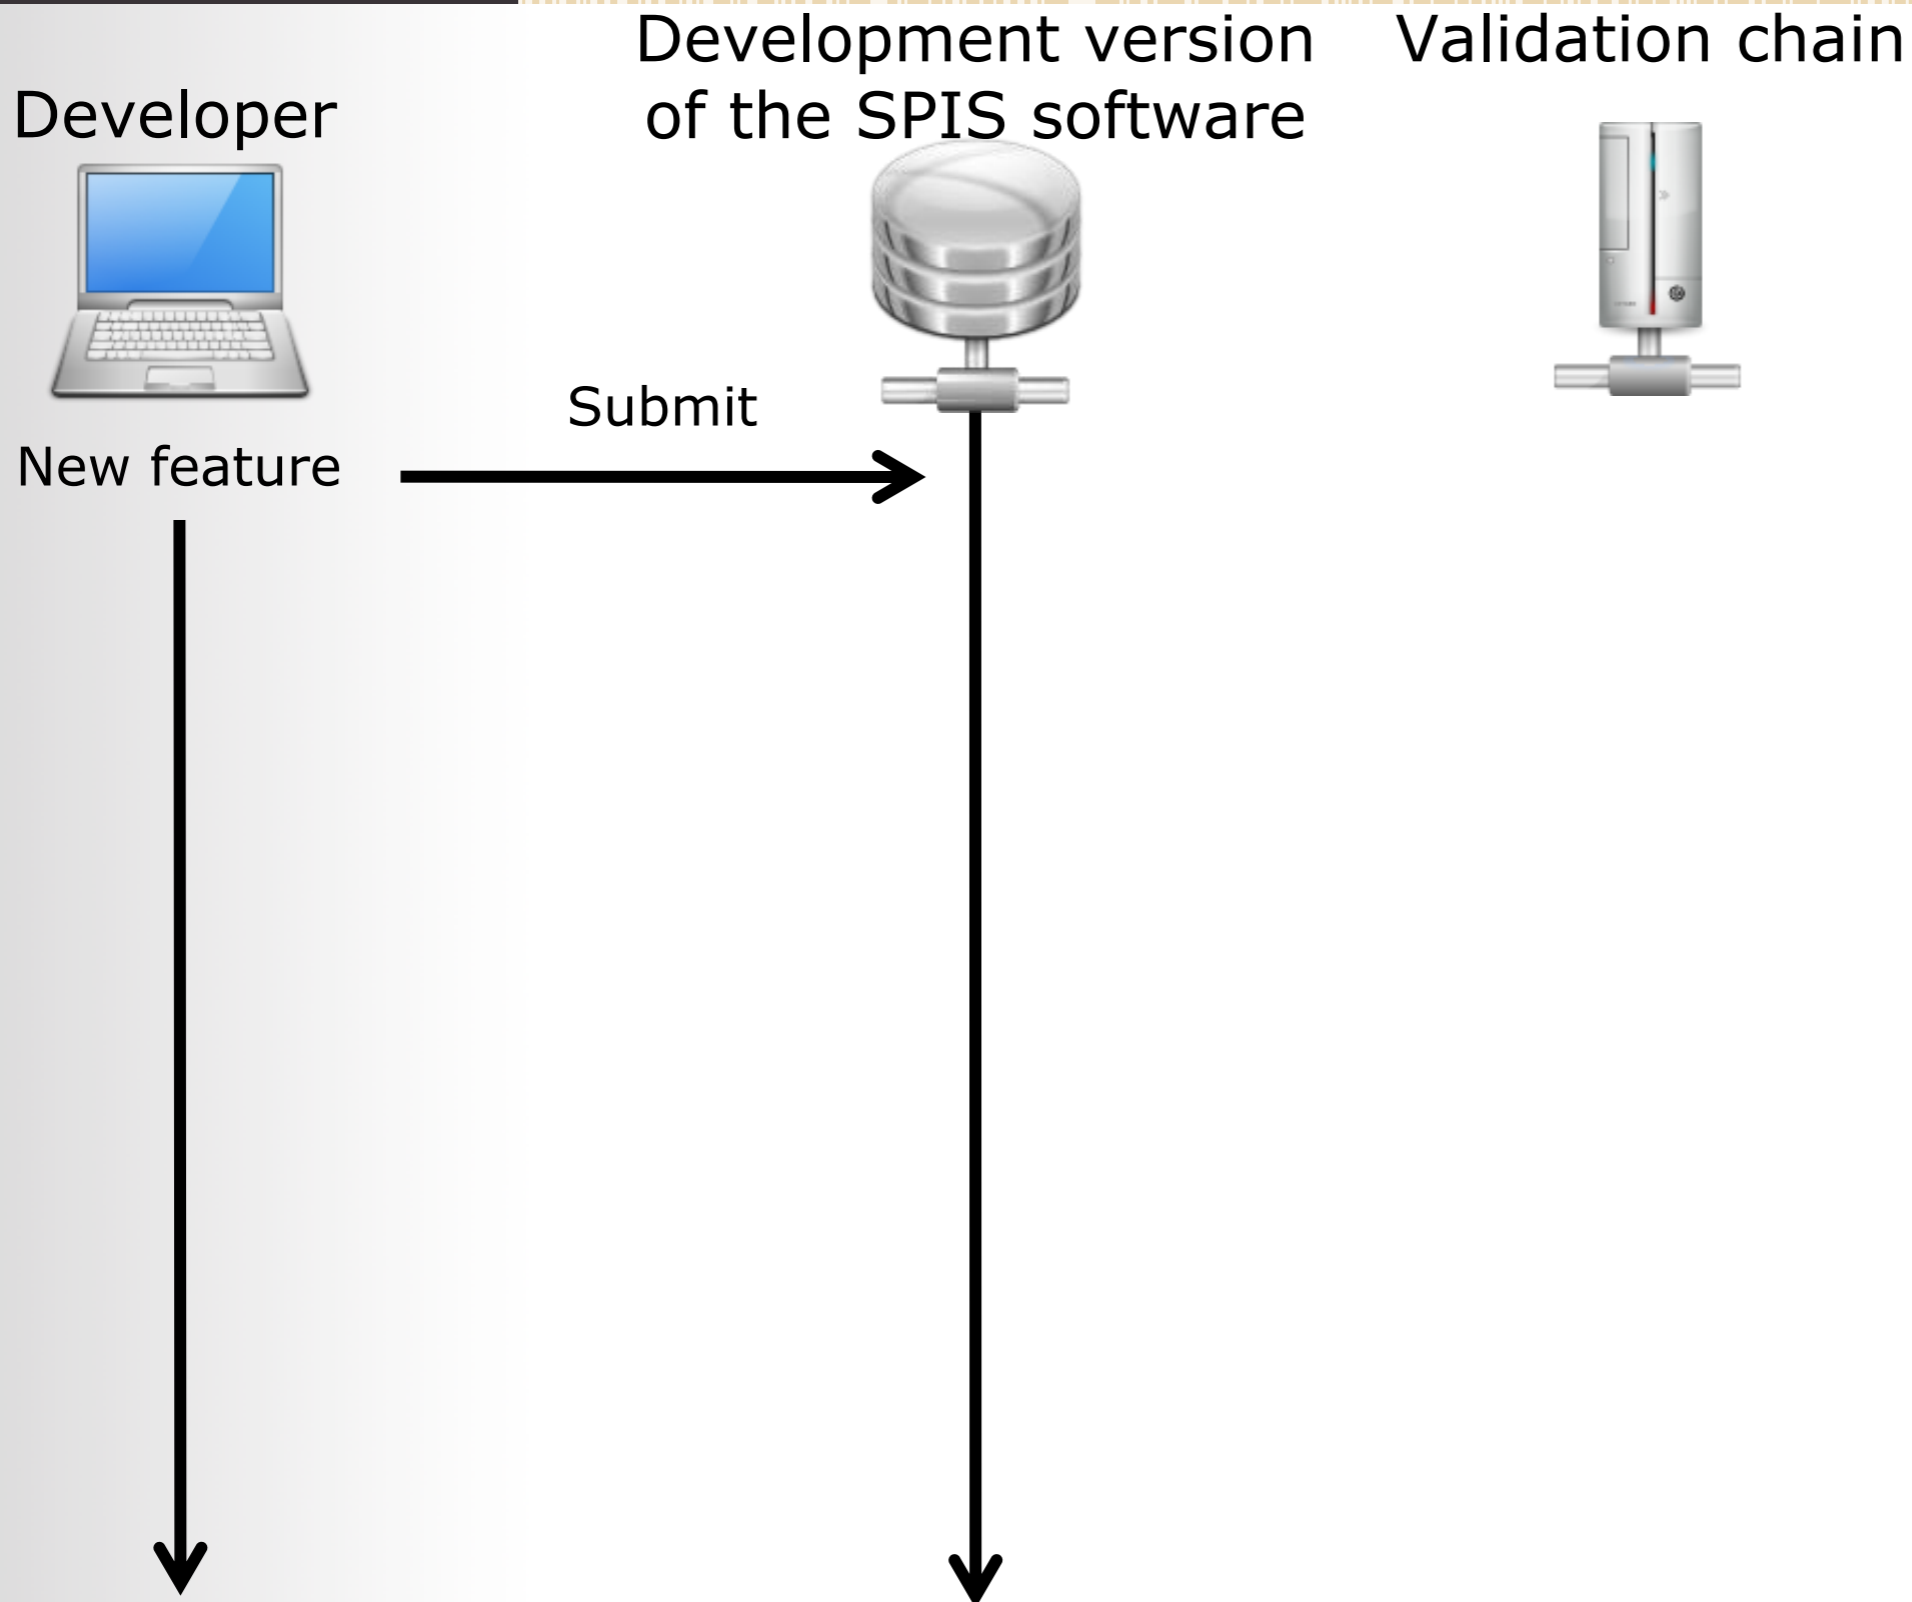 Developer
Development version
of the SPIS software
Validation chain
Submit
New feature